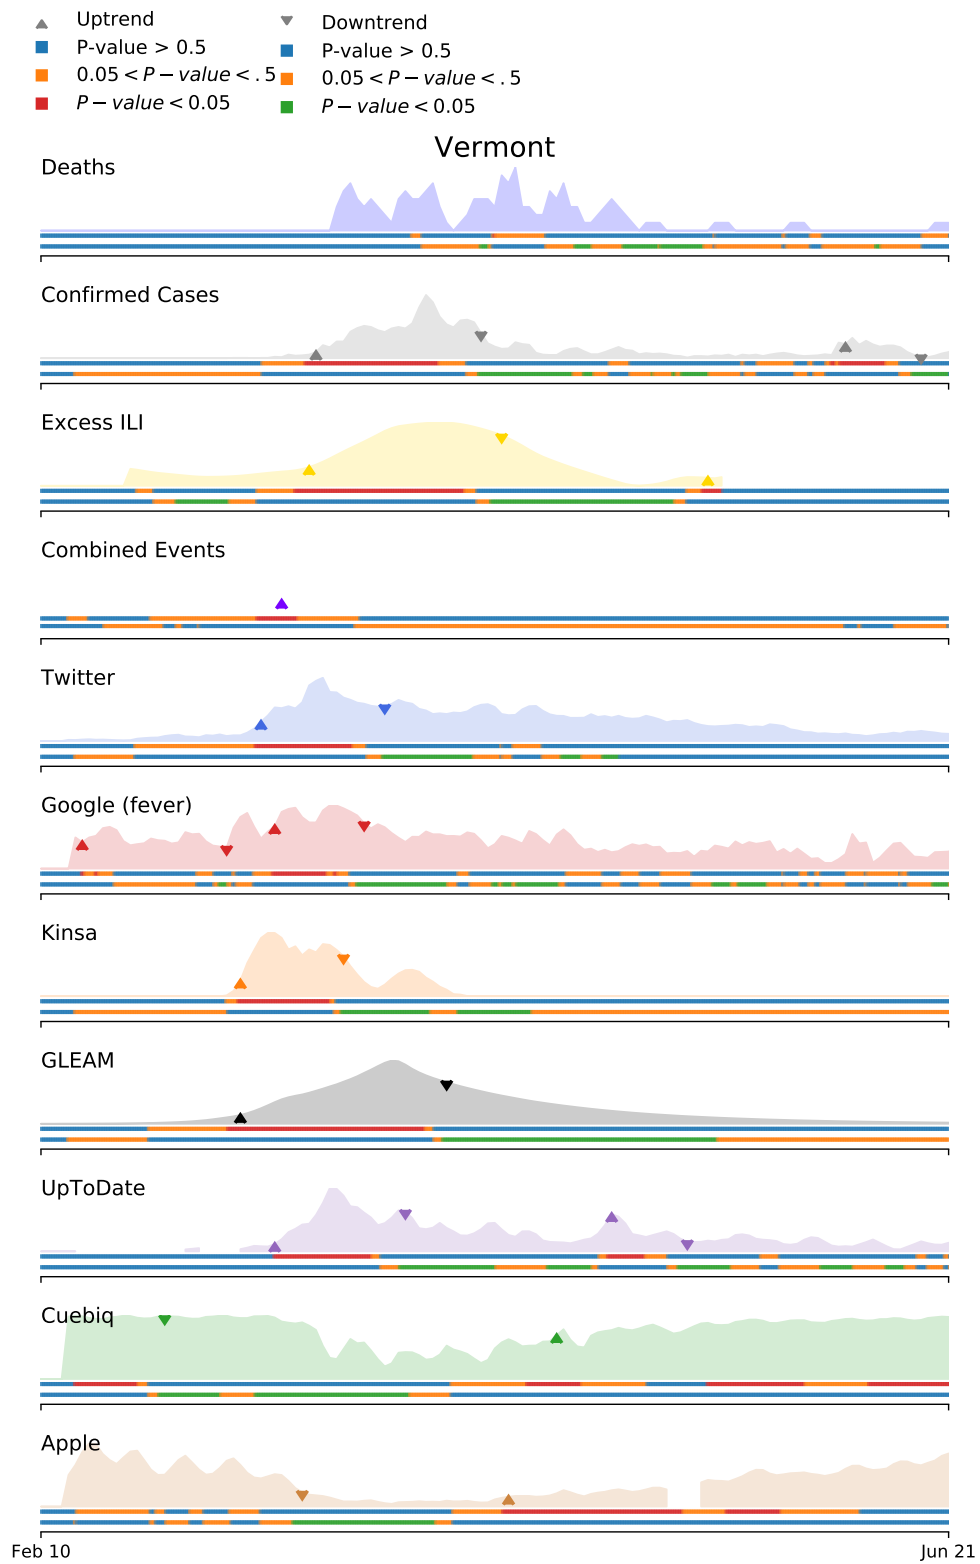 Uptrend
P-value > 0.5
0.05 < P − value < .5
P − value < 0.05
Downtrend
P-value > 0.5
0.05 < P − value < .5
P − value < 0.05
Vermont
Deaths
Confirmed Cases
Excess ILI
Combined Events
Twitter
Google (fever)
Kinsa
GLEAM
UpToDate
Cuebiq
Apple
Feb 10
Jun 21